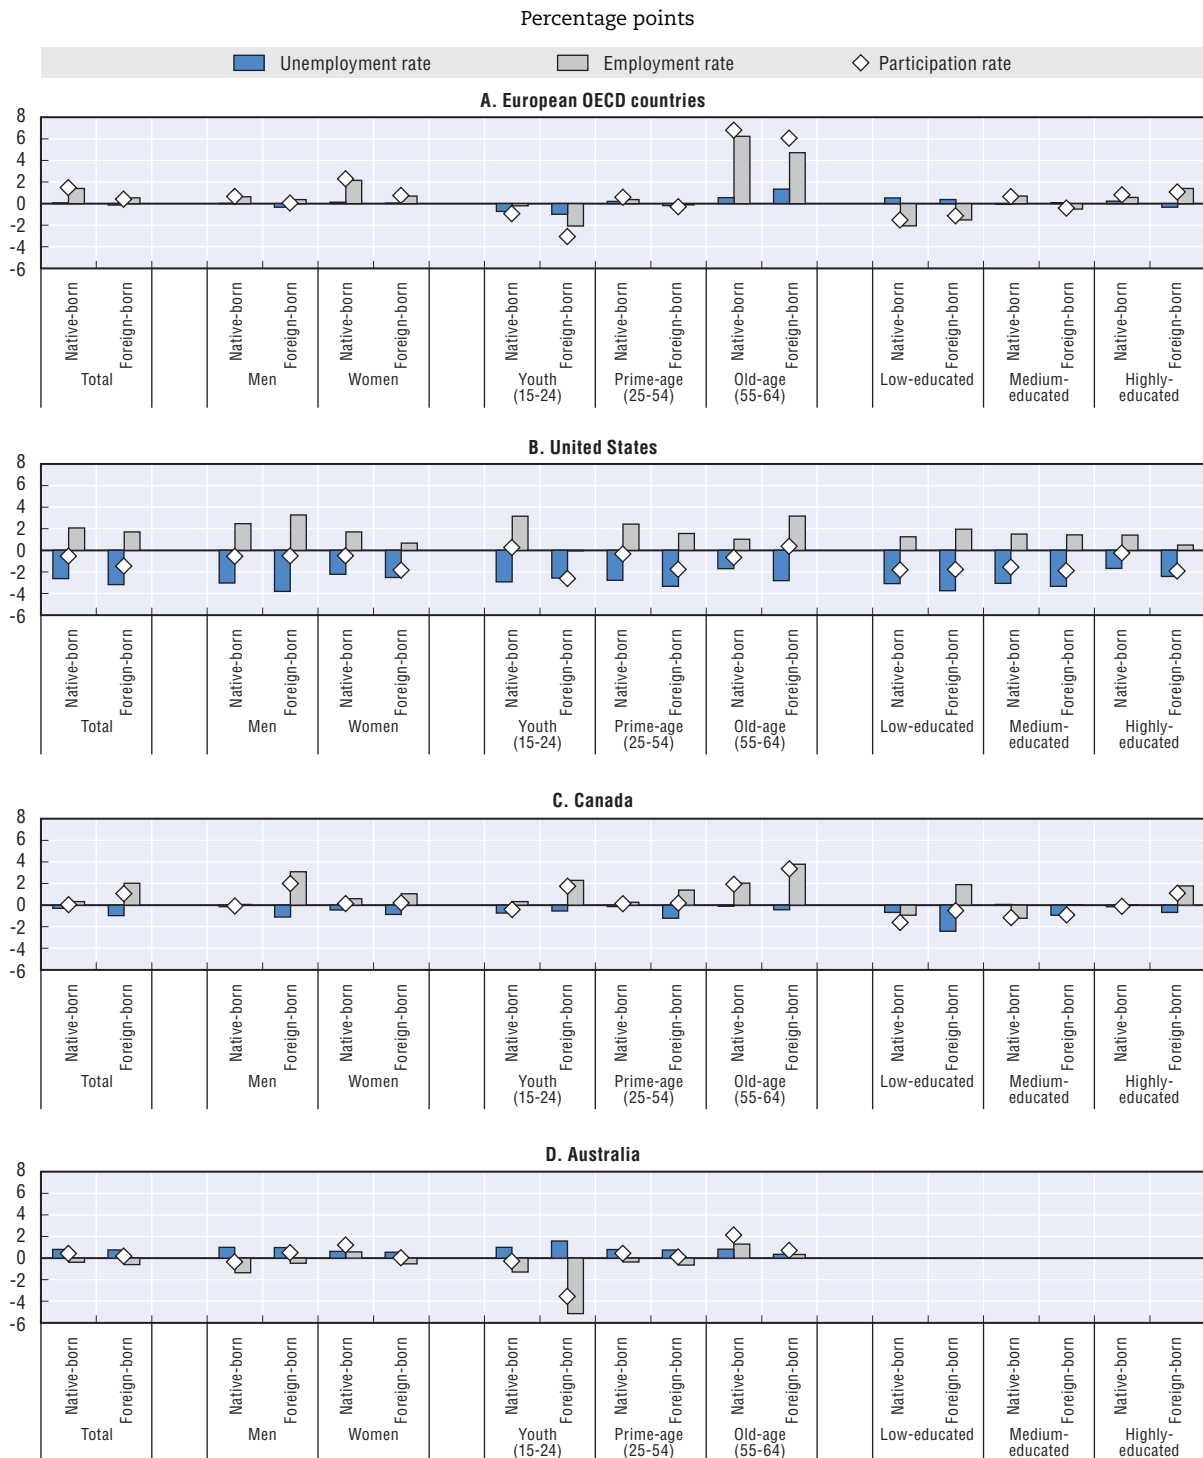 Percentage points
Unemployment rate Employment rate Participation rate
A. European OECD countries
8
6
4
2
0
-2
-4
-6
Native-born Foreign-born Native-born Foreign-born Native-born Foreign-born Native-born Foreign-born Native-born Foreign-born Native-born Foreign-born Native-born Foreign-born Native-born Foreign-born Native-born Foreign-born
Total Men Women Youth Prime-age Old-age Low-educated Medium- Highly-
(15-24) (25-54) (55-64) educated educated
B. United States
8
6
4
2
0
-2
-4
-6
Native-born Foreign-born Native-born Foreign-born Native-born Foreign-born Native-born Foreign-born Native-born Foreign-born Native-born Foreign-born Native-born Foreign-born Native-born Foreign-born Native-born Foreign-born
Total Men Women Youth Prime-age Old-age Low-educated Medium- Highly-
(15-24) (25-54) (55-64) educated educated
C. Canada
8
6
4
2
0
-2
-4
-6
Native-born Foreign-born Native-born Foreign-born Native-born Foreign-born Native-born Foreign-born Native-born Foreign-born Native-born Foreign-born Native-born Foreign-born Native-born Foreign-born Native-born Foreign-born
Total Men Women Youth Prime-age Old-age Low-educated Medium- Highly-
(15-24) (25-54) (55-64) educated educated
D. Australia
8
6
4
2
0
-2
-4
-6
Native-born Foreign-born Native-born Foreign-born Native-born Foreign-born Native-born Foreign-born Native-born Foreign-born Native-born Foreign-born Native-born Foreign-born Native-born Foreign-born Native-born Foreign-born
Total Men Women Youth Prime-age Old-age Low-educated Medium- Highly-
(15-24) (25-54) (55-64) educated educated